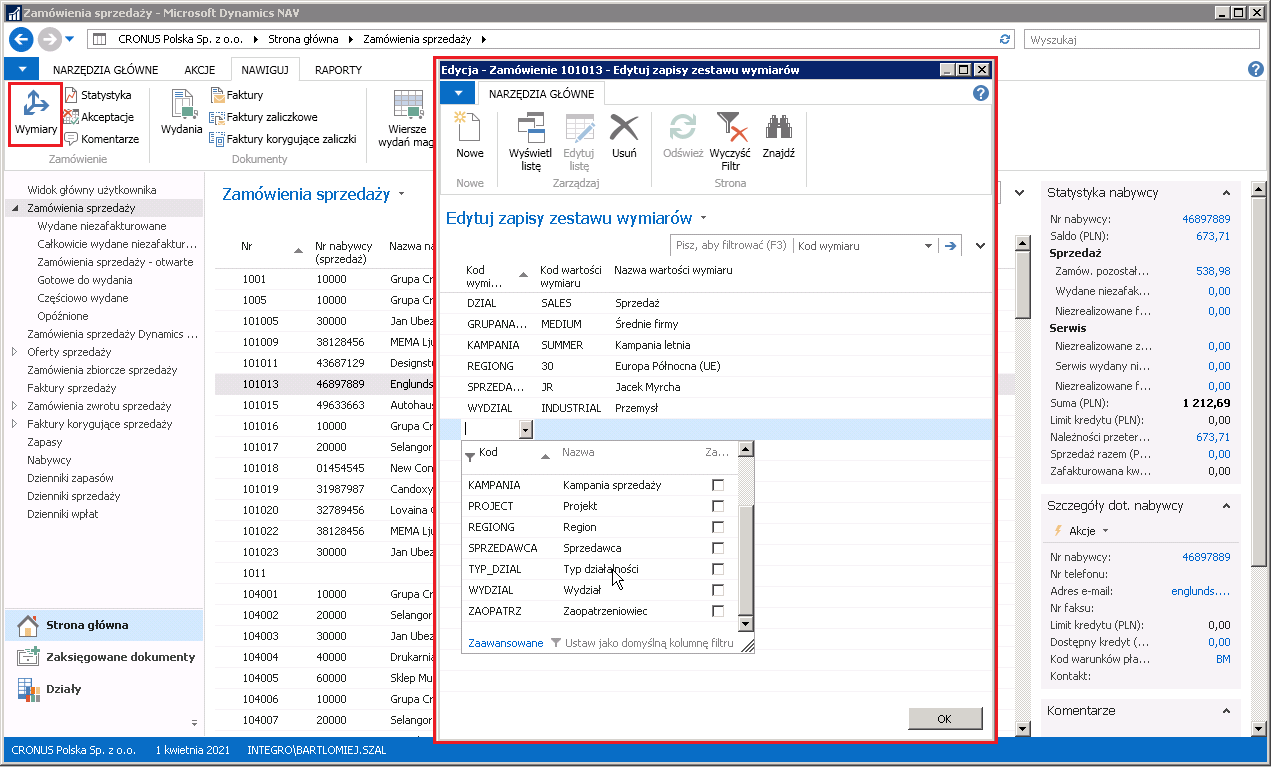 Zamówienia sprzedaży - Microsoft Dynamics NAV
CRONUS Polska Sp. z o.o. Strona główna Zamówienia sprzedaży
Wyszukaj
NARZĘDZIA GŁÓWNE AKCJE NAWIGUJ RAPORTY
Wymiary
Statystyka
Akceptacje
Komentarze
Zamówienie
Wydania
Faktury
Faktury zaliczkowe
Faktury korygujące zaliczki
Dokumenty
Wiersze
wydań mag
Widok główny użytkownika
Zamówienia sprzedaży
Wydane niezafakturowane
Całkowicie wydane niezafaktur...
Zamówienia sprzedaży - otwarte
Gotowe do wydania
Częściowo wydane
Opóźnione
Zamówienia sprzedaży Dynamics ...
Oferty sprzedaży
Zamówienia zbiorcze sprzedaży
Faktury sprzedaży
Zamówienia zwrotu sprzedaży
Faktury korygujące sprzedaży
Zapasy
Nabywcy
Dzienniki zapasów
Dzienniki sprzedaży
Dzienniki wpłat
Strona główna
Zaksięgowane dokumenty
Działy
Zamówienia sprzedaży
Nr Nr nabywcy (sprzedaż) Nazwa na
1001 10000 Grupa Cr
1005 10000 Grupa Cr
101005 30000 Jan Ubez
101009 38128456 MEMA Lju
101011 43687129 Designstu
101013 46897889 Englunds
101015 49633663 Autohaus
101016 10000 Grupa Cr
101017 20000 Selangor
101018 01454545 New Con
101019 31987987 Candoxy
101020 32789456 Lovaina C
101022 38128456 MEMA Lju
101023 30000 Jan Ubez
1011
104001 10000 Grupa Cr
104002 20000 Selangor
104003 30000 Jan Ubez
104004 40000 Drukarnia
104005 60000 Sklep Mu
104006 10000 Grupa Cr
104007 20000 Selangor
Edycja - Zamówienie 101013 - Edytuj zapisy zestawu wymiarów
NARZĘDZIA GŁÓWNE
Nowe
Nowe
Wyświetl
listę
Edytuj
listę
Usuń
Zarządzaj
Odśwież
Wyczyść
Filtr
Znajdź
Strona
Edytuj zapisy zestawu wymiarów
Pisz, aby filtrować (F3) Kod wymiaru
Kod wymi... Kod wartości wymiaru Nazwa wartości wymiaru
DZIAL SALES Sprzedaż
GRUPANA... MEDIUM Średnie firmy
KAMPANIA SUMMER Kampania letnia
REGIONG 30 Europa Północna (UE)
SPRZEDA... JR Jacek Myrcha
WYDZIAL INDUSTRIAL Przemysł
Kod Nazwa Za...
KAMPANIA Kampania sprzedaży
PROJECT Projekt
REGIONG Region
SPRZEDAWCA Sprzedawca
TYP_DZIAL Typ działalności
WYDZIAL Wydział
ZAOPATRZ Zaopatrzeniowiec
Zaawansowane Ustaw jako domyślną kolumnę filtru
OK
Statystyka nabywcy
Nr nabywcy: 46897889
Saldo (PLN): 673,71
Sprzedaż
Zamów. pozostał... 538,98
Wydane niezafak... 0,00
Niezrealizowane f... 0,00
Serwis
Niezrealizowane z... 0,00
Serwis wydany ni... 0,00
Niezrealizowane f... 0,00
Suma (PLN): 1 212,69
Limit kredytu (PLN): 0,00
Należności przeter... 673,71
Sprzedaż razem (P... 0,00
Zafakturowana kw... 0,00
Szczegóły dot. nabywcy
Akcje
Nr nabywcy: 46897889
Nr telefonu:
Adres e-mail: englunds....
Nr faksu:
Limit kredytu (PLN): 0,00
Dostępny kredyt (... 0,00
Kod warunków pła... BM
Kontakt:
Komentarze
CRONUS Polska Sp. z o.o. 1 kwietnia 2021 INTEGRO\BARTLOMIEJ.SZAL